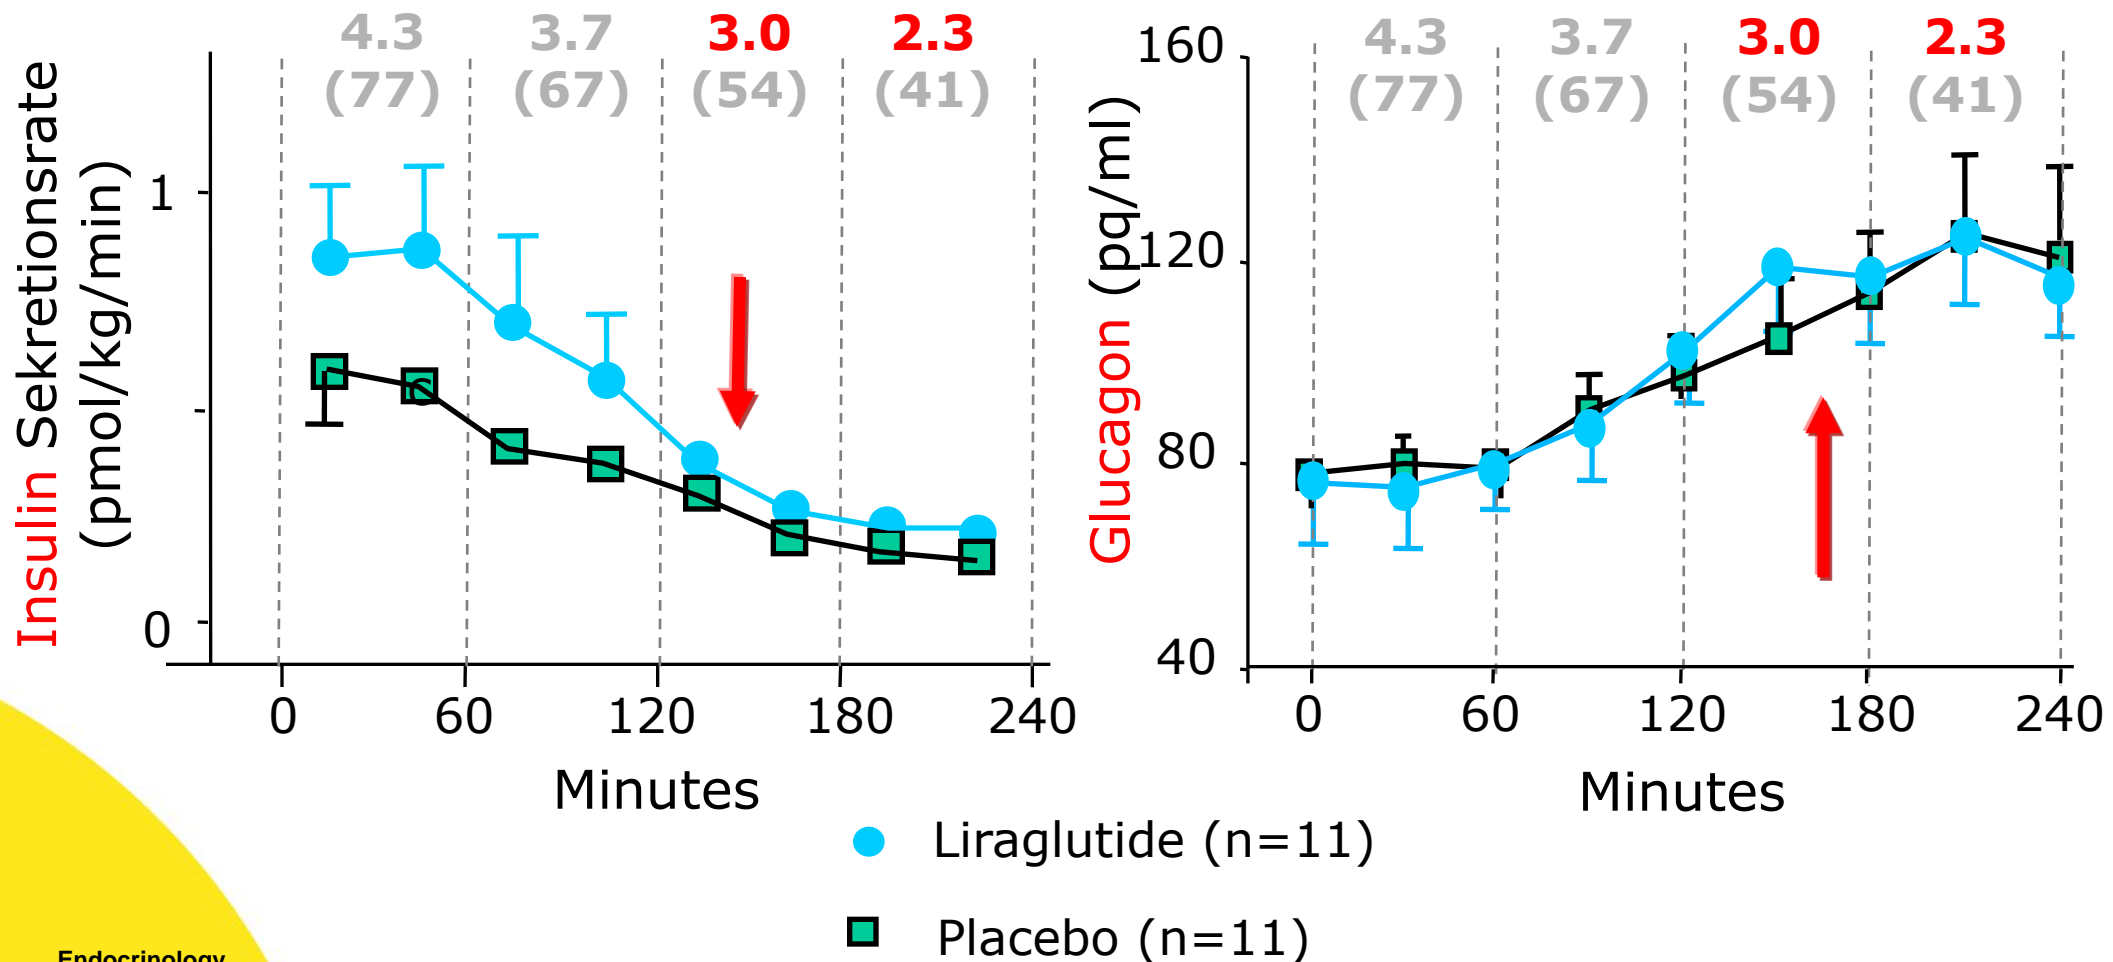 4.3 3.7 3.0 2.3
(77) (67) (54) (41)
Insulin Sekretionsrate
(pmol/kg/min)
1
0
0 60 120 180 240
Minutes
4.3 3.7 3.0 2.3
(77) (67) (54) (41)
Glucagon (pq/ml)
160
120
80
40
0 60 120 180 240
Minutes
Liraglutide (n=11)
Placebo (n=11)
Endocrinology